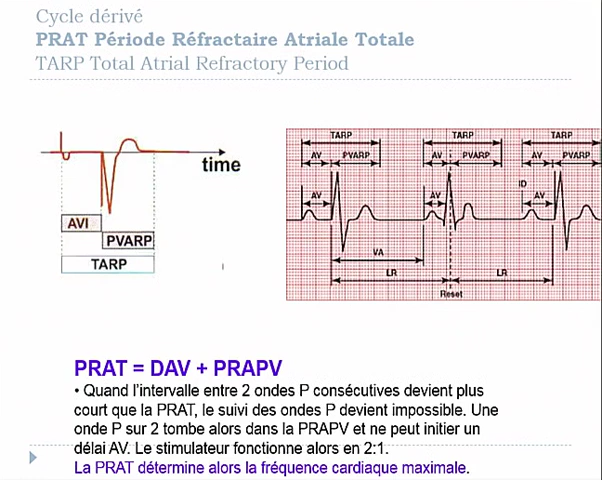 Cycle dérivé
PRAT Période Réfractaire Atriale Totale
TARP Total Atrial Refractory Period
time
AVI
PVARP
TARP
TARP TARP TARP
AV PVARP AV PVARP AV PVARP
ID
AV AV AV
VA
LR LR
Reset
PRAT = DAV + PRAPV
• Quand l'intervalle entre 2 ondes P consécutives devient plus
court que la PRAT, le suivi des ondes P devient impossible. Une
onde P sur 2 tombe alors dans la PRAPV et ne peut initier un
délai AV. Le stimulateur fonctionne alors en 2:1.
La PRAT détermine alors la fréquence cardiaque maximale.